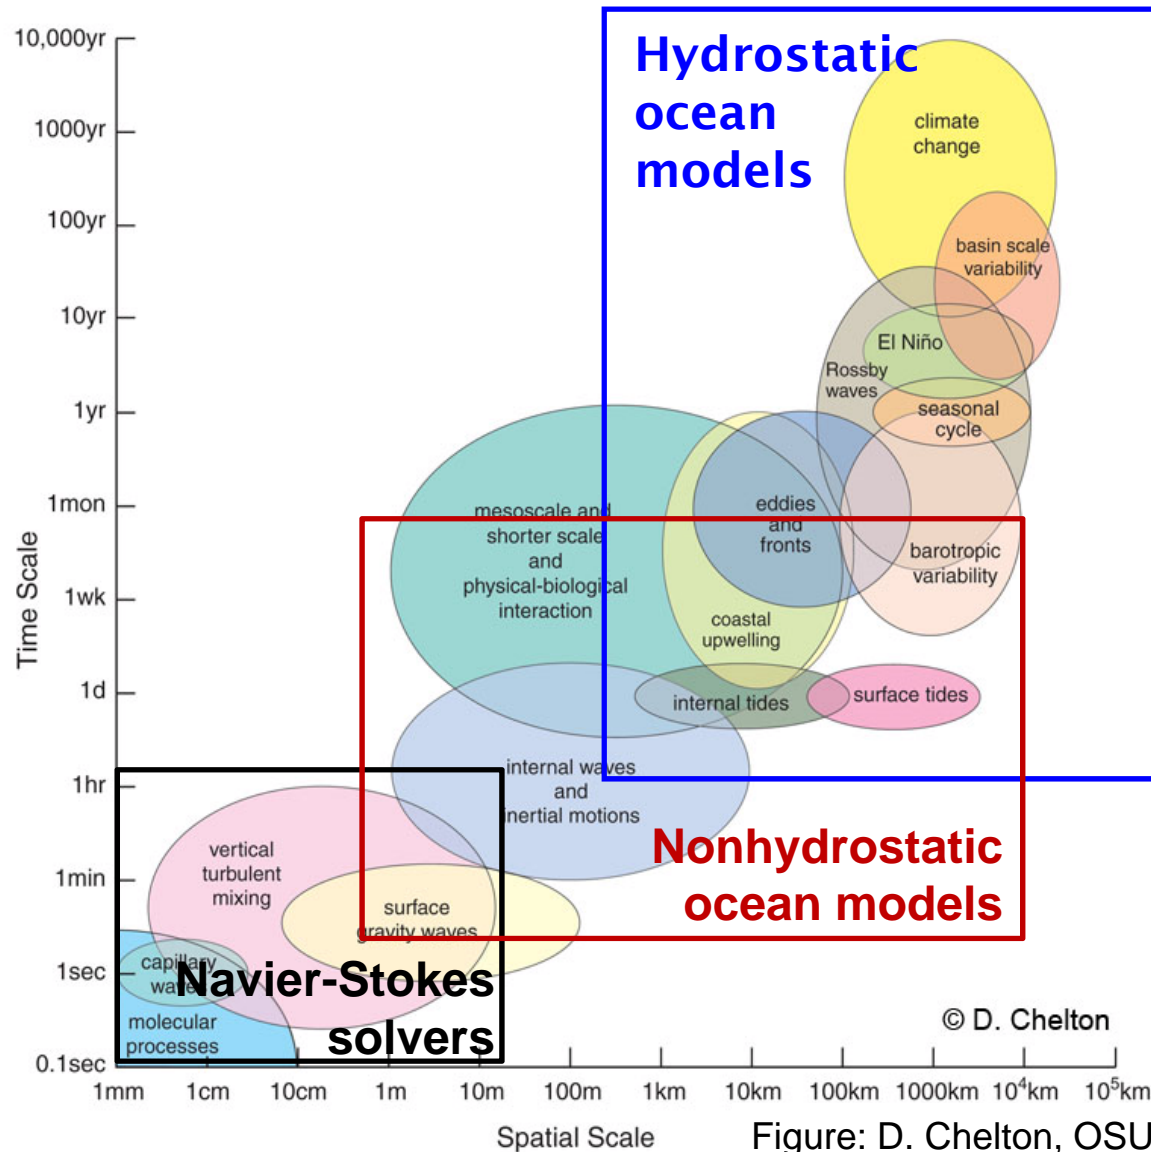 10,000yr
1000yr
100yr
10yr
1yr
1mon
1wk
1d
1hr
1min
1sec
0.1sec
Time Scale
Hydrostatic
ocean
models
climate
change
basin scale
variability
El Niño
Rossby
waves
seasonal
cycle
mesoscale and
shorter scale
and
physical-biological
interaction
eddies
and
fronts
barotropic
variability
coastal
upwelling
internal tides
surface tides
internal waves
and
inertial motions
Nonhydrostatic
ocean models
vertical
turbulent
mixing
surface
gravity waves
capillary
waves
Navier-Stokes
solvers
molecular
processes
© D. Chelton
1mm 1cm 10cm 1m 10m 100m 1km 10km 100km 1000km 10⁴km 10⁵km
Spatial Scale
Figure: D. Chelton, OSU